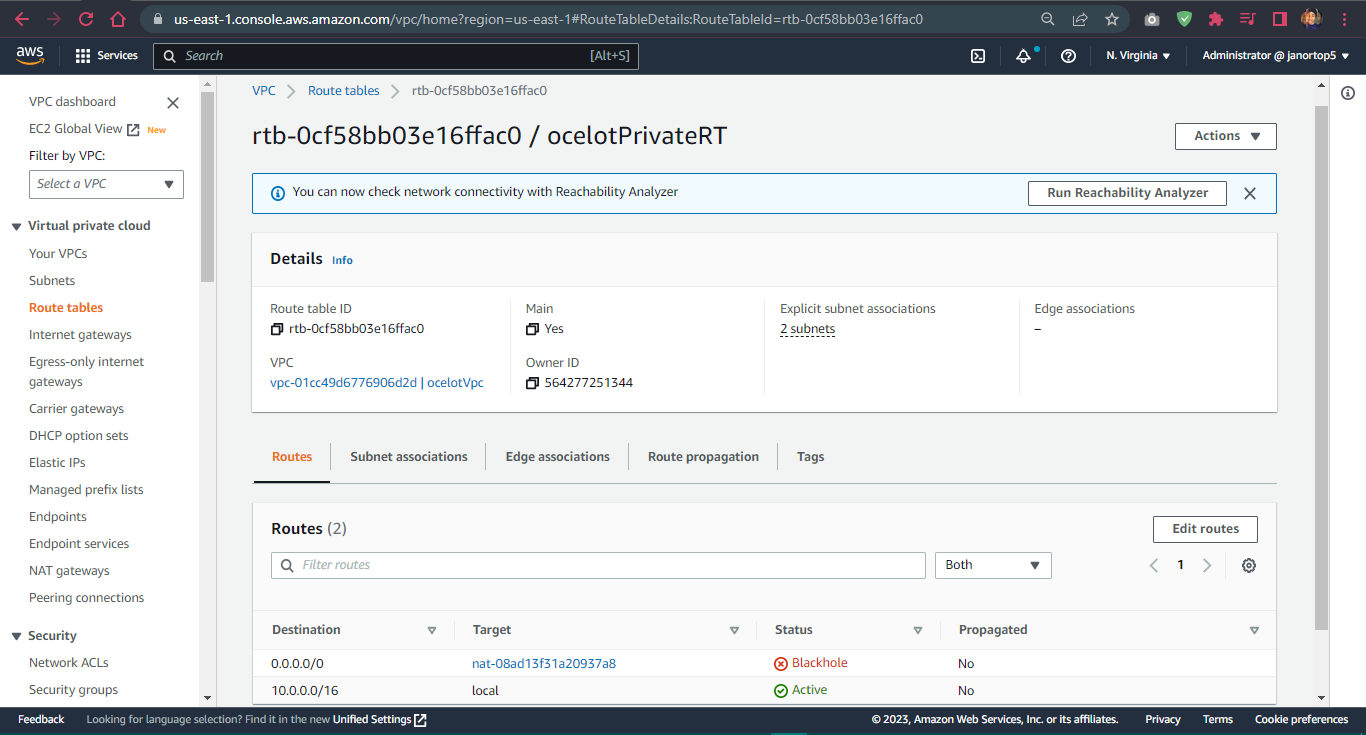 us-east-1.console.aws.amazon.com/vpc/home?region=us-east-1#RouteTableDetails:RouteTableId=rtb-0cf58bb03e16ffac0
aws
Services
Search
[Alt+S]
N. Virginia
Administrator @ janortop5
VPC dashboard
EC2 Global View
New
Filter by VPC:
Select a VPC
Virtual private cloud
Your VPCs
Subnets
Route tables
Internet gateways
Egress-only internet
gateways
Carrier gateways
DHCP option sets
Elastic IPs
Managed prefix lists
Endpoints
Endpoint services
NAT gateways
Peering connections
Security
Network ACLs
Security groups
VPC
Route tables
rtb-0cf58bb03e16ffac0
rtb-0cf58bb03e16ffac0 / ocelotPrivateRT
Actions
You can now check network connectivity with Reachability Analyzer
Run Reachability Analyzer
Details
Info
Route table ID
rtb-0cf58bb03e16ffac0
Main
Yes
Explicit subnet associations
2 subnets
Edge associations
–
VPC
vpc-01cc49d6776906d2d | ocelotVpc
Owner ID
564277251344
Routes
Subnet associations
Edge associations
Route propagation
Tags
Routes (2)
Edit routes
Filter routes
Both
1
Destination
Target
Status
Propagated
0.0.0.0/0
nat-08ad13f31a20937a8
Blackhole
No
10.0.0.0/16
local
Active
No
Feedback
Looking for language selection? Find it in the new Unified Settings
© 2023, Amazon Web Services, Inc. or its affiliates.
Privacy
Terms
Cookie preferences